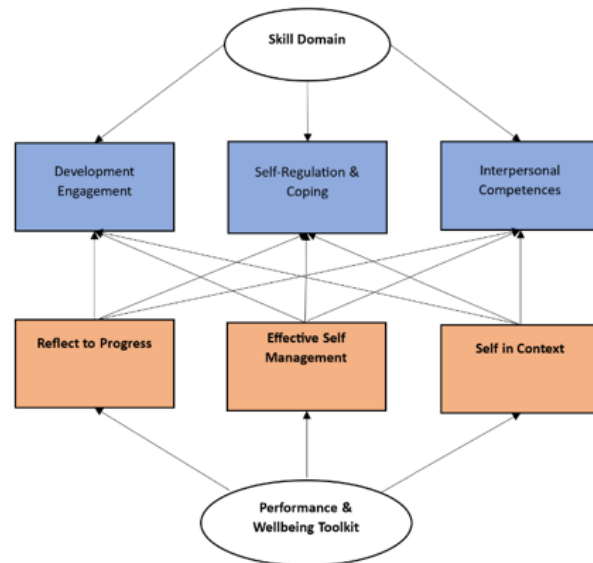 Skill Domain
Development
Engagement
Self-Regulation &
Coping
Interpersonal
Competences
Reflect to Progress
Effective Self
Management
Self in Context
Performance &
Wellbeing Toolkit